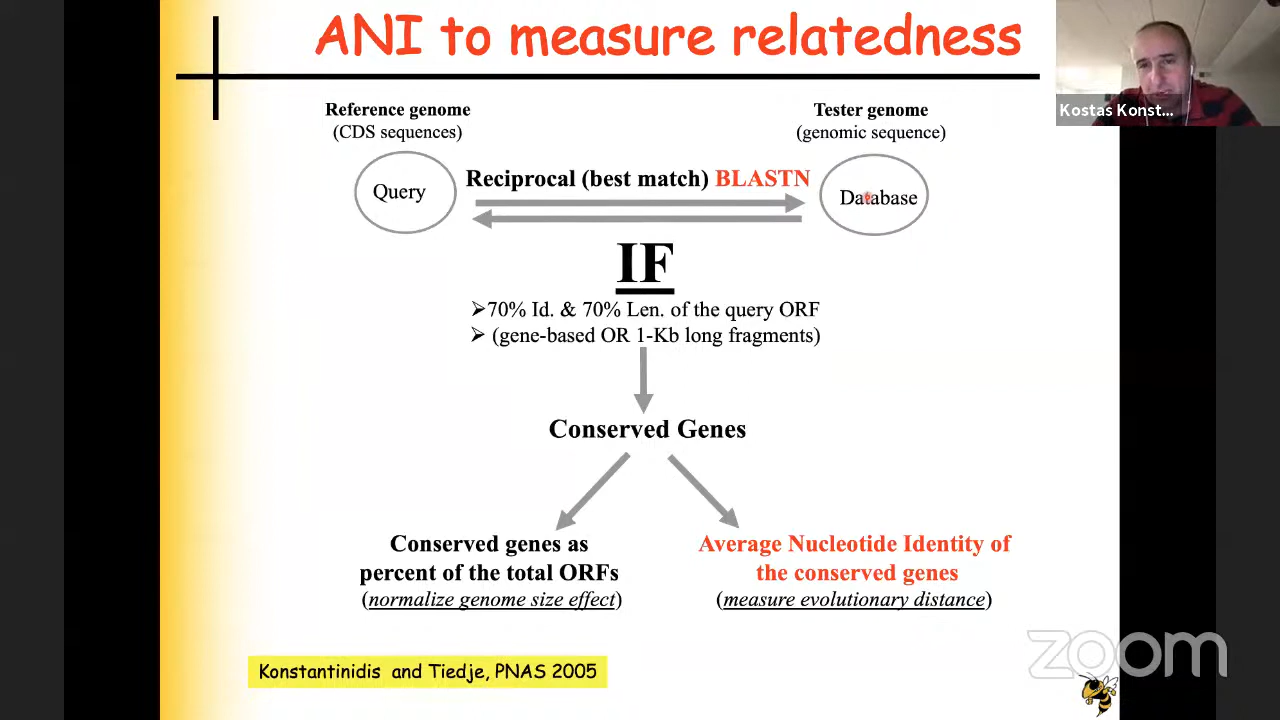 ANI to measure relatedness
Kostas Konst...
Reference genome
(CDS sequences)
Tester genome
(genomic sequence)
Query
Reciprocal (best match) BLASTN
Database
IF
➢70% Id. & 70% Len. of the query ORF
➢ (gene-based OR 1-Kb long fragments)
Conserved Genes
Conserved genes as
percent of the total ORFs
(normalize genome size effect)
Average Nucleotide Identity of
the conserved genes
(measure evolutionary distance)
Konstantinidis and Tiedje, PNAS 2005
zoom